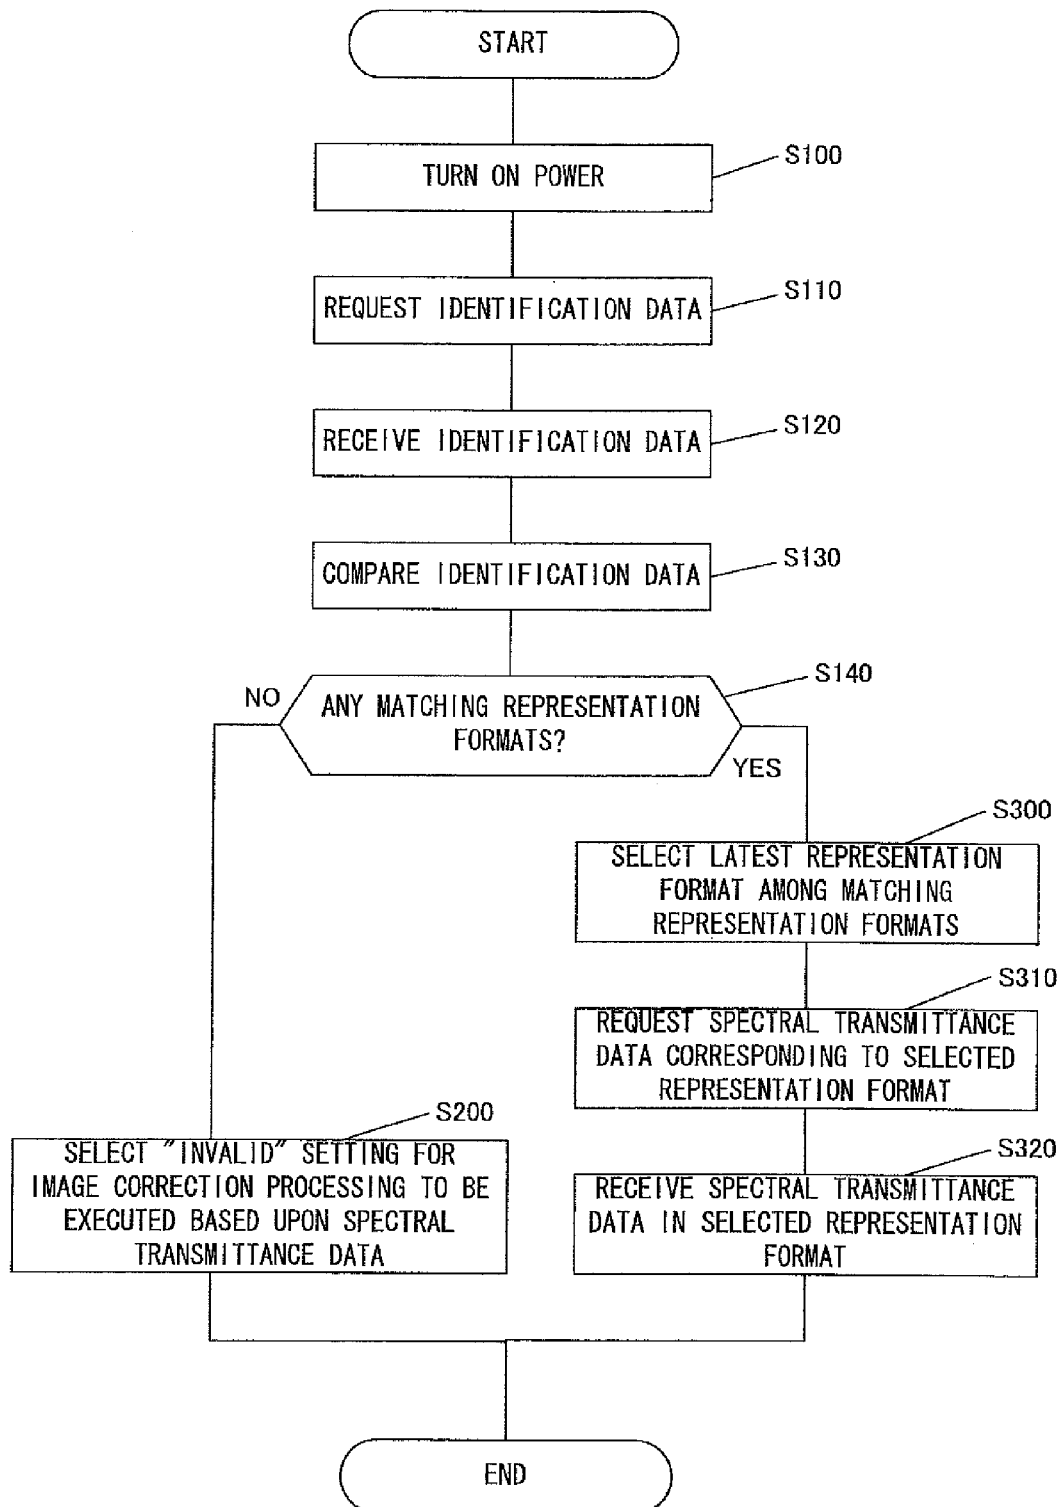 START
TURN ON POWER
S100
REQUEST IDENTIFICATION DATA
S110
RECEIVE IDENTIFICATION DATA
S120
COMPARE IDENTIFICATION DATA
S130
ANY MATCHING REPRESENTATION
FORMATS?
S140
NO
YES
S300
SELECT LATEST REPRESENTATION
FORMAT AMONG MATCHING
REPRESENTATION FORMATS
S310
REQUEST SPECTRAL TRANSMITTANCE
DATA CORRESPONDING TO SELECTED
REPRESENTATION FORMAT
S200
SELECT "INVALID" SETTING FOR
IMAGE CORRECTION PROCESSING TO BE
EXECUTED BASED UPON SPECTRAL
TRANSMITTANCE DATA
S320
RECEIVE SPECTRAL TRANSMITTANCE
DATA IN SELECTED REPRESENTATION
FORMAT
END